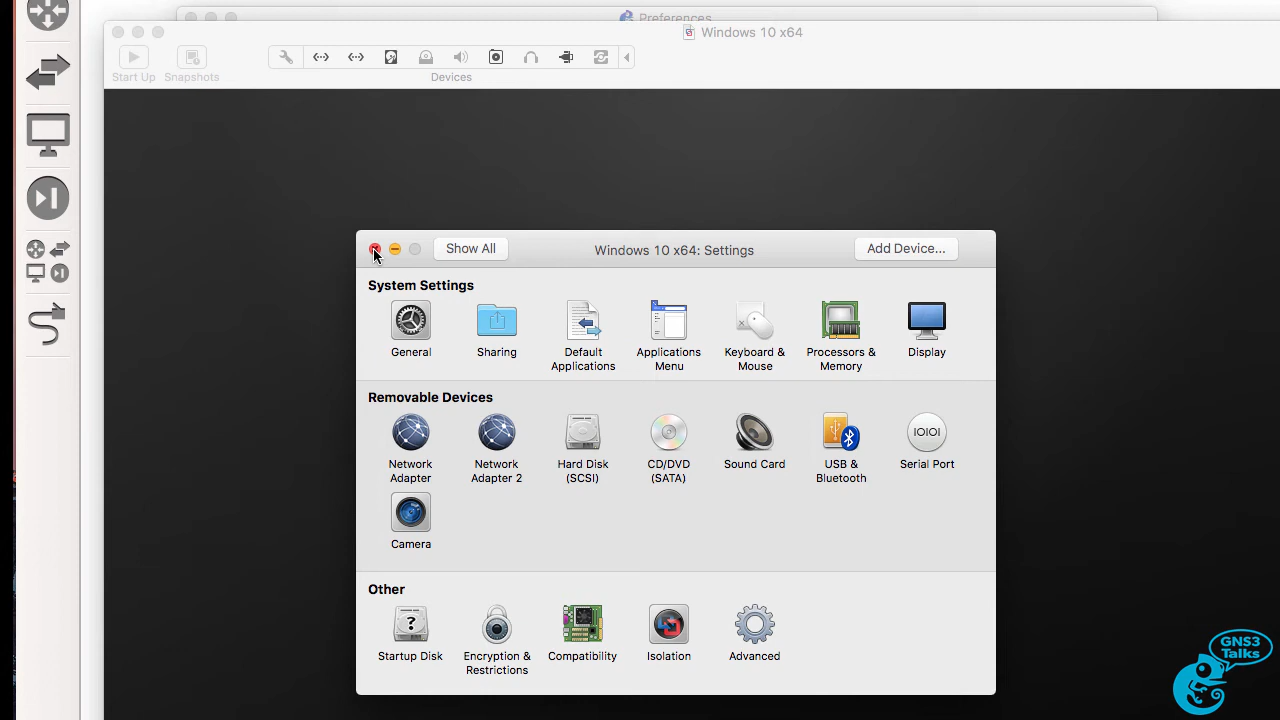 Preferences
Windows 10 x64
Start Up
Snapshots
Devices
Show All
Windows 10 x64: Settings
Add Device...
System Settings
General
Sharing
Default
Applications
Applications
Menu
Keyboard &
Mouse
Processors &
Memory
Display
Removable Devices
Network
Adapter
Network
Adapter 2
Hard Disk
(SCSI)
CD/DVD
(SATA)
Sound Card
USB &
Bluetooth
IOIOI
Serial Port
Camera
Other
?
Startup Disk
Encryption &
Restrictions
Compatibility
Isolation
Advanced
GNS3
Talks